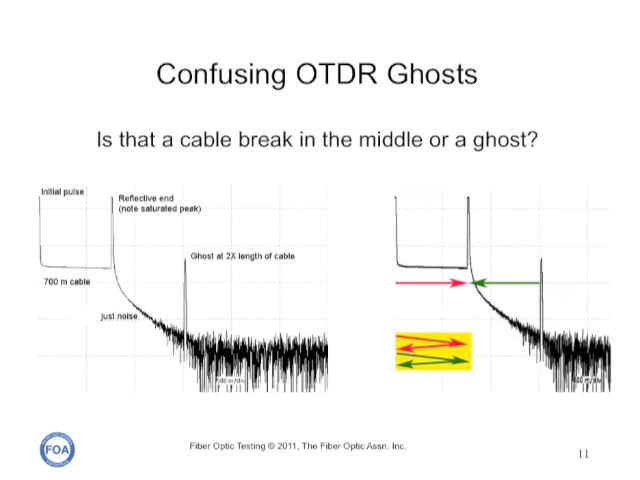 Confusing OTDR Ghosts
Is that a cable break in the middle or a ghost?
Initial pulse
Reflective end
(note saturated peak)
Ghost at 2X length of cable
700 m cable
just noise
FOA
Fiber Optic Testing © 2011, The Fiber Optic Assn. Inc.
11